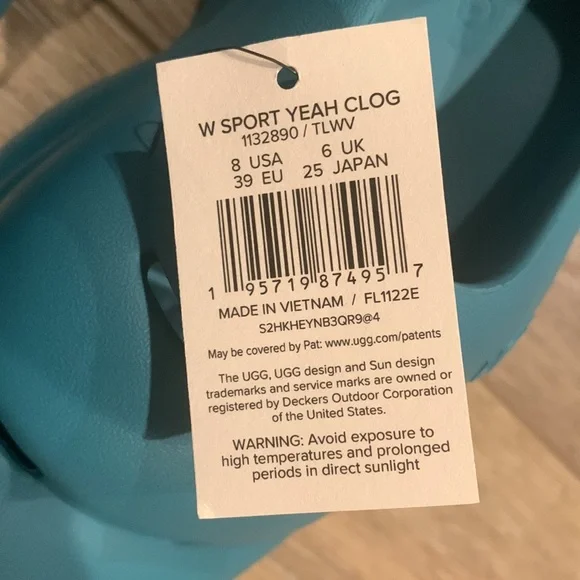 W SPORT YEAH CLOG
1132890 / TLWV
8 USA 6 UK
39 EU 25 JAPAN
1 95719 87495 7
MADE IN VIETNAM / FL1122E
S2HKHEYNB3QR9@4
May be covered by Pat: www.ugg.com/patents
The UGG, UGG design and Sun design
trademarks and service marks are owned or
registered by Deckers Outdoor Corporation
of the United States.
WARNING: Avoid exposure to
high temperatures and prolonged
periods in direct sunlight